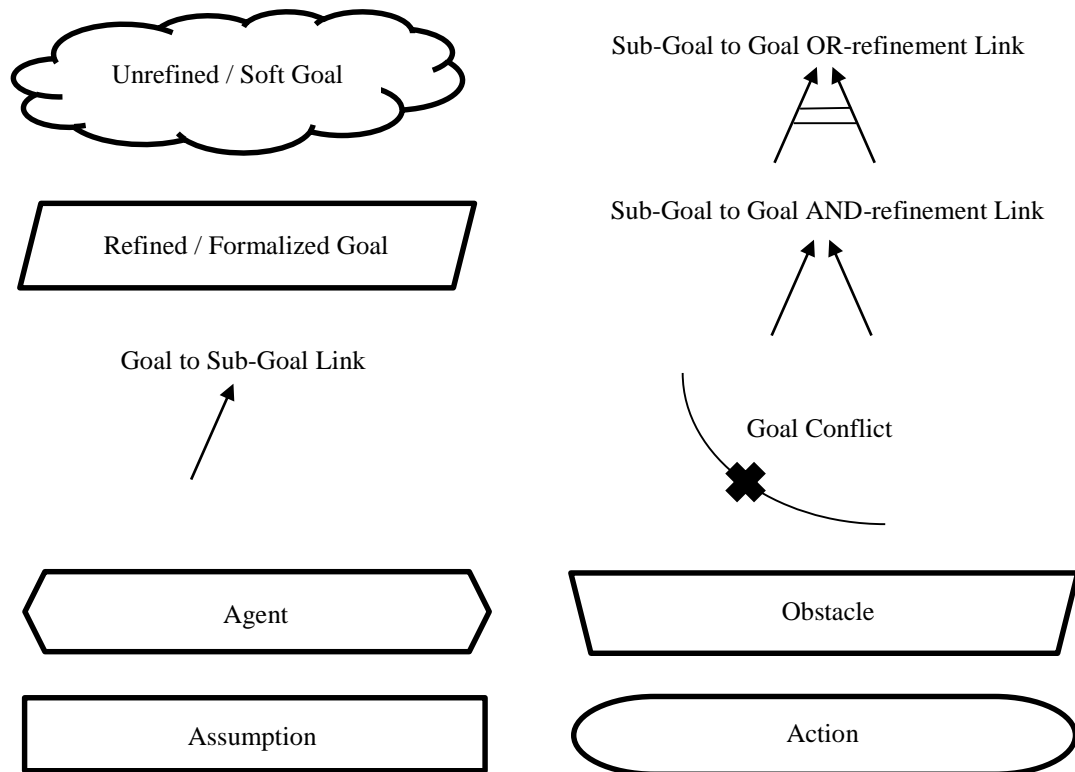 Unrefined / Soft Goal
Sub-Goal to Goal OR-refinement Link
Refined / Formalized Goal
Sub-Goal to Goal AND-refinement Link
Goal to Sub-Goal Link
Goal Conflict
Agent
Obstacle
Assumption
Action